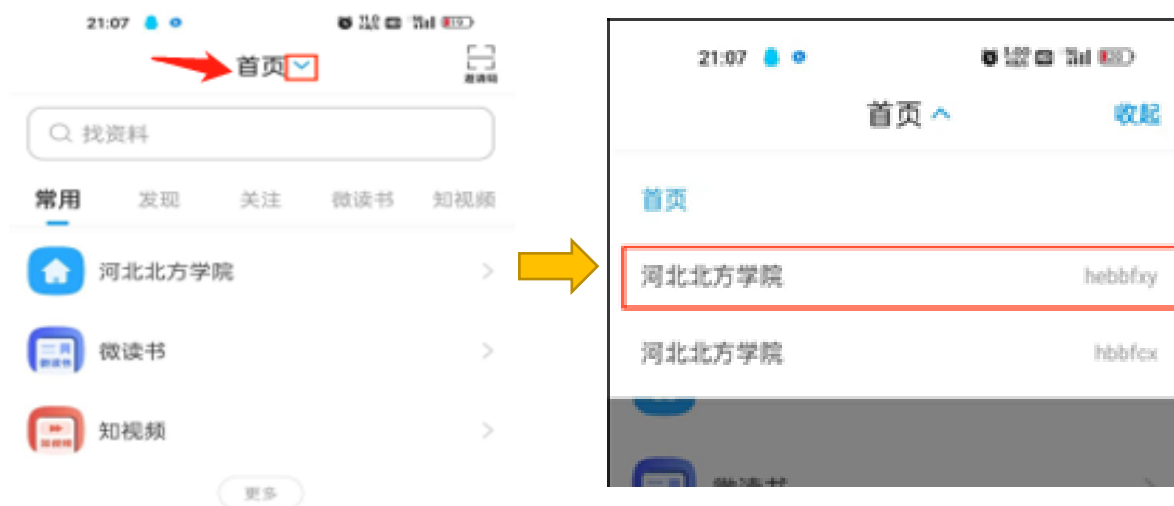 21:07
首页
邀请码
找资料
常用 发现 关注 微读书 知视频
河北北方学院
微读书
知视频
更多
21:07
首页 收起
首页
河北北方学院 hebbfxy
河北北方学院 hbbfcx